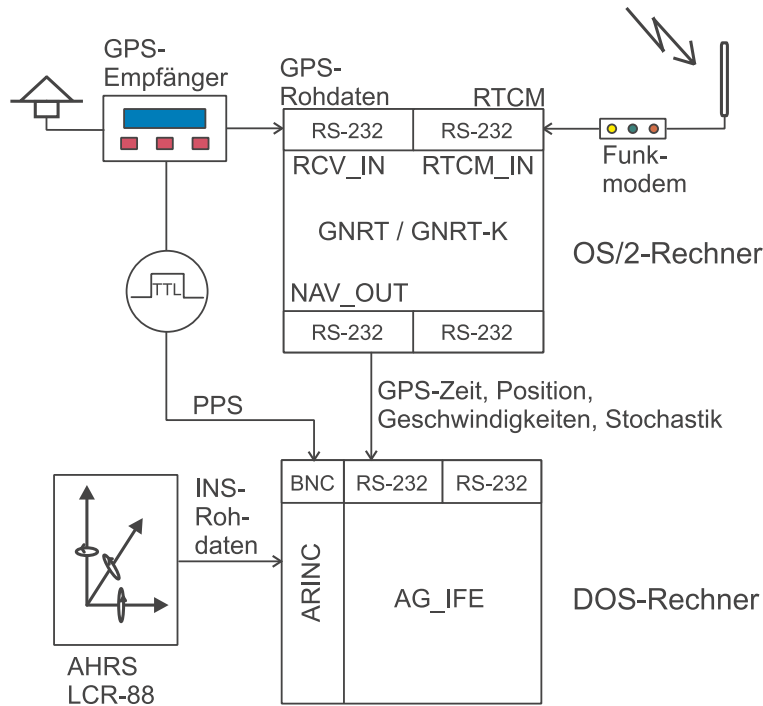 GPS-
Empfänger
GPS-
Rohdaten
RTCM
RS-232
RS-232
RCV_IN
RTCM_IN
Funk-
modem
GNRT / GNRT-K
OS/2-Rechner
TTL
NAV_OUT
RS-232
RS-232
GPS-Zeit, Position,
Geschwindigkeiten, Stochastik
PPS
BNC
RS-232
RS-232
INS-
Roh-
daten
ARINC
AG_IFE
DOS-Rechner
AHRS
LCR-88